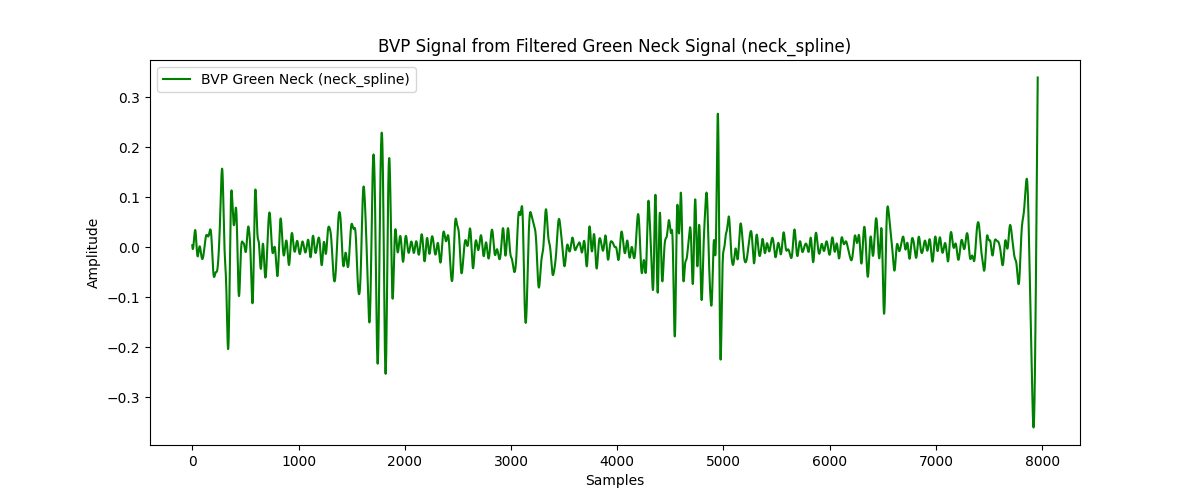 BVP Signal from Filtered Green Neck Signal (neck_spline)
BVP Green Neck (neck_spline)
0.3
0.2
0.1
0.0
−0.1
−0.2
−0.3
Amplitude
0 1000 2000 3000 4000 5000 6000 7000 8000
Samples